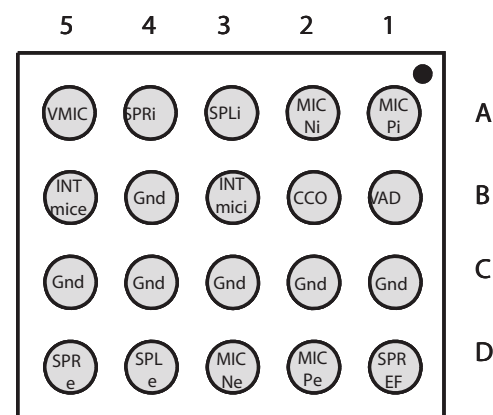 5 4 3 2 1
VMIC SPRi SPLi MIC Ni MIC Pi A
INT mice Gnd INT mici CCO VAD B
Gnd Gnd Gnd Gnd Gnd C
SPR e SPL e MIC Ne MIC Pe SPR EF D